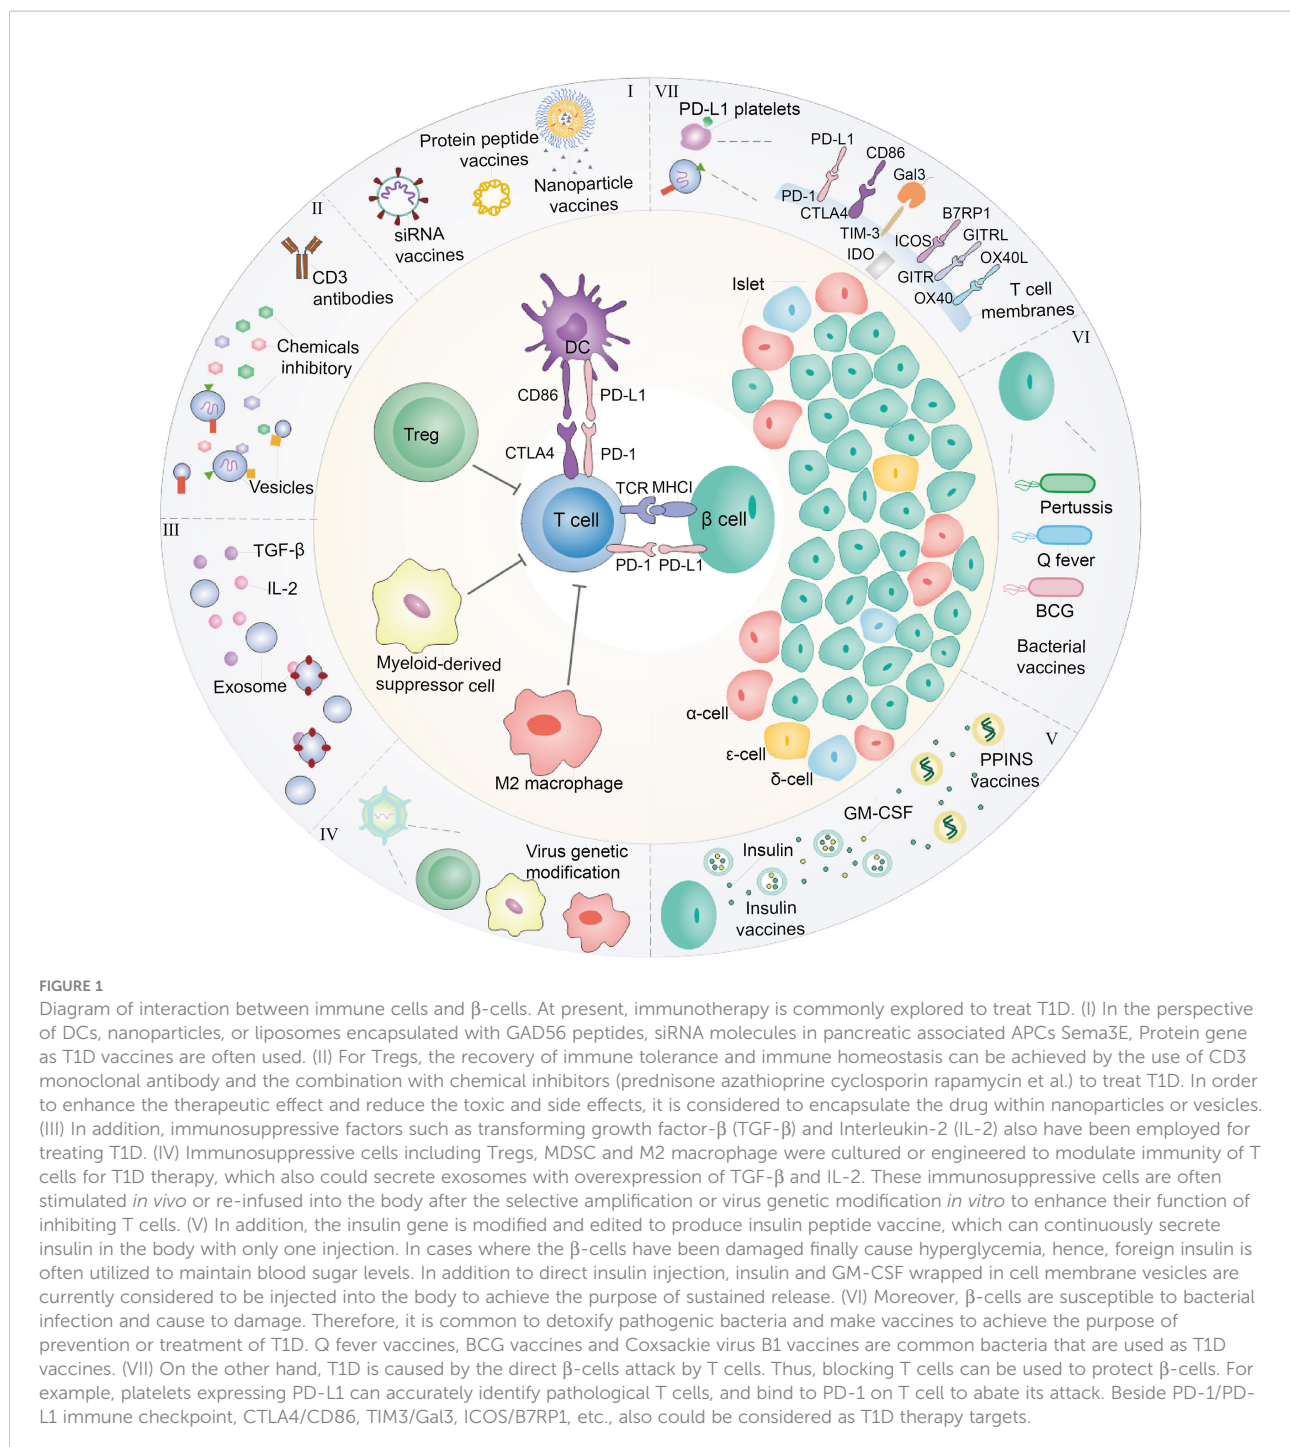 I
VII
PD-L1 platelets
Protein peptide
vaccines
Nanoparticle
vaccines
siRNA
vaccines
II
CD3
antibodies
Chemicals
inhibitory
Vesicles
III
TGF-β
IL-2
Exosome
IV
Virus genetic
modification
PD-L1
CD86
Gal3
PD-1
CTLA4
TIM-3
B7RP1
ICOS
GITRL
IDO
OX40L
GITR
OX40
T cell
membranes
VI
Pertussis
Q fever
BCG
Bacterial
vaccines
V
PPINS
vaccines
GM-CSF
Insulin
Insulin
vaccines
DC
CD86
PD-L1
CTLA4
PD-1
Treg
TCR
MHCI
T cell
β cell
PD-1
PD-L1
Myeloid-derived
suppressor cell
M2 macrophage
Islet
α-cell
ε-cell
δ-cell
FIGURE 1
Diagram of interaction between immune cells and β-cells. At present, immunotherapy is commonly explored to treat T1D. (I) In the perspective
of DCs, nanoparticles, or liposomes encapsulated with GAD56 peptides, siRNA molecules in pancreatic associated APCs Sema3E, Protein gene
as T1D vaccines are often used. (II) For Tregs, the recovery of immune tolerance and immune homeostasis can be achieved by the use of CD3
monoclonal antibody and the combination with chemical inhibitors (prednisone azathioprine cyclosporin rapamycin et al.) to treat T1D. In order
to enhance the therapeutic effect and reduce the toxic and side effects, it is considered to encapsulate the drug within nanoparticles or vesicles.
(III) In addition, immunosuppressive factors such as transforming growth factor-β (TGF-β) and Interleukin-2 (IL-2) also have been employed for
treating T1D. (IV) Immunosuppressive cells including Tregs, MDSC and M2 macrophage were cultured or engineered to modulate immunity of T
cells for T1D therapy, which also could secrete exosomes with overexpression of TGF-β and IL-2. These immunosuppressive cells are often
stimulated in vivo or re-infused into the body after the selective amplification or virus genetic modification in vitro to enhance their function of
inhibiting T cells. (V) In addition, the insulin gene is modified and edited to produce insulin peptide vaccine, which can continuously secrete
insulin in the body with only one injection. In cases where the β-cells have been damaged finally cause hyperglycemia, hence, foreign insulin is
often utilized to maintain blood sugar levels. In addition to direct insulin injection, insulin and GM-CSF wrapped in cell membrane vesicles are
currently considered to be injected into the body to achieve the purpose of sustained release. (VI) Moreover, β-cells are susceptible to bacterial
infection and cause to damage. Therefore, it is common to detoxify pathogenic bacteria and make vaccines to achieve the purpose of
prevention or treatment of T1D. Q fever vaccines, BCG vaccines and Coxsackie virus B1 vaccines are common bacteria that are used as T1D
vaccines. (VII) On the other hand, T1D is caused by the direct β-cells attack by T cells. Thus, blocking T cells can be used to protect β-cells. For
example, platelets expressing PD-L1 can accurately identify pathological T cells, and bind to PD-1 on T cell to abate its attack. Beside PD-1/PD-
L1 immune checkpoint, CTLA4/CD86, TIM3/Gal3, ICOS/B7RP1, etc., also could be considered as T1D therapy targets.